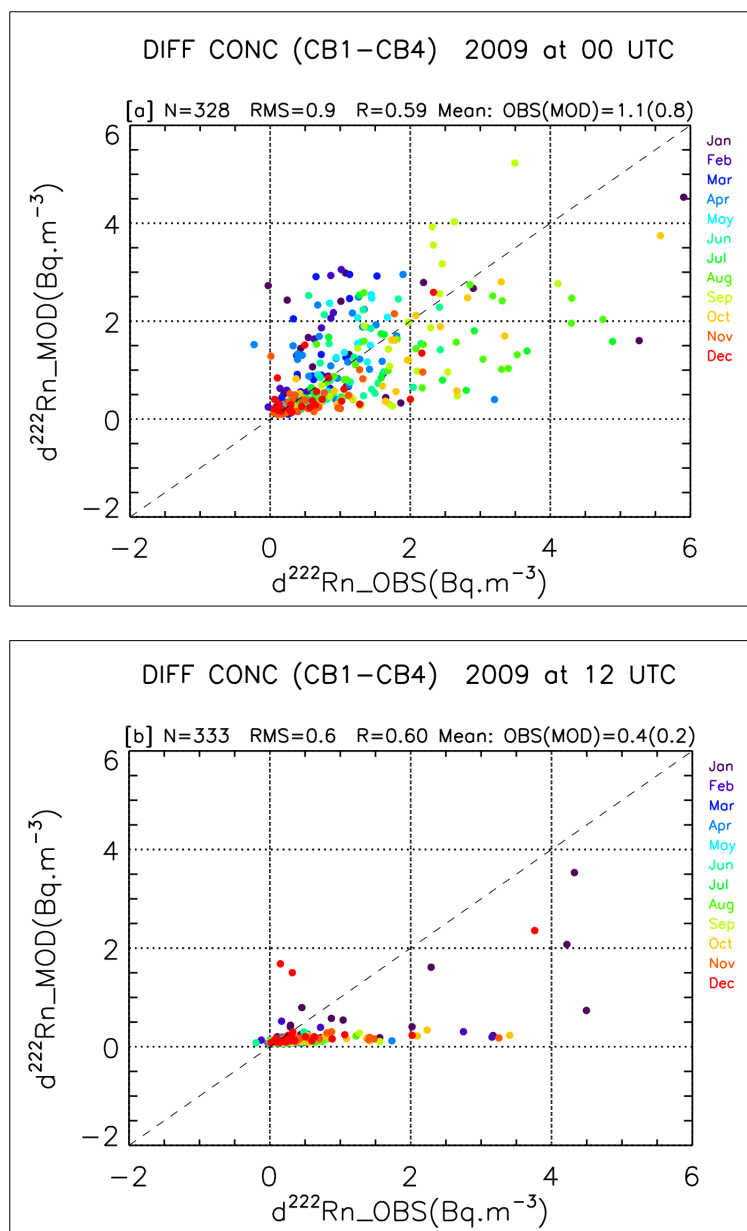 DIFF CONC (CB1−CB4) 2009 at 00 UTC
[a] N=328 RMS=0.9 R=0.59 Mean: OBS(MOD)=1.1(0.8)
6
4
2
0
−2
d²²²Rn_MOD(Bq.m⁻³)
−2 0 2 4 6
d²²²Rn_OBS(Bq.m⁻³)
Jan
Feb
Mar
Apr
May
Jun
Jul
Aug
Sep
Oct
Nov
Dec
DIFF CONC (CB1−CB4) 2009 at 12 UTC
[b] N=333 RMS=0.6 R=0.60 Mean: OBS(MOD)=0.4(0.2)
6
4
2
0
−2
d²²²Rn_MOD(Bq.m⁻³)
−2 0 2 4 6
d²²²Rn_OBS(Bq.m⁻³)
Jan
Feb
Mar
Apr
May
Jun
Jul
Aug
Sep
Oct
Nov
Dec